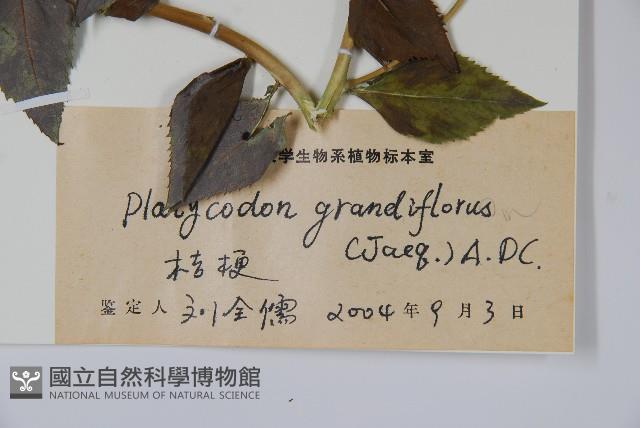 学生物系植物标本室
Platycodon grandiflorus
(Jacq.) A. DC.
桔梗
鉴定人 刘全儒 2004年9月3日
國立自然科學博物館
NATIONAL MUSEUM OF NATURAL SCIENCE